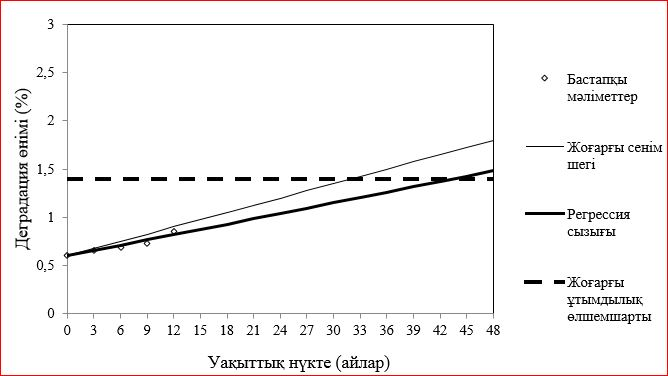 3
2,5
2
1,5
1
0,5
0
0 3 6 9 12 15 18 21 24 27 30 33 36 39 42 45 48
Деградация өнімі (%)
Уақыттық нүкте (айлар)
Бастапқы
мәліметтер
Жоғарғы сенім
шегі
Регрессия
сызығы
Жоғарғы
ұтымдылық
өлшемшарты